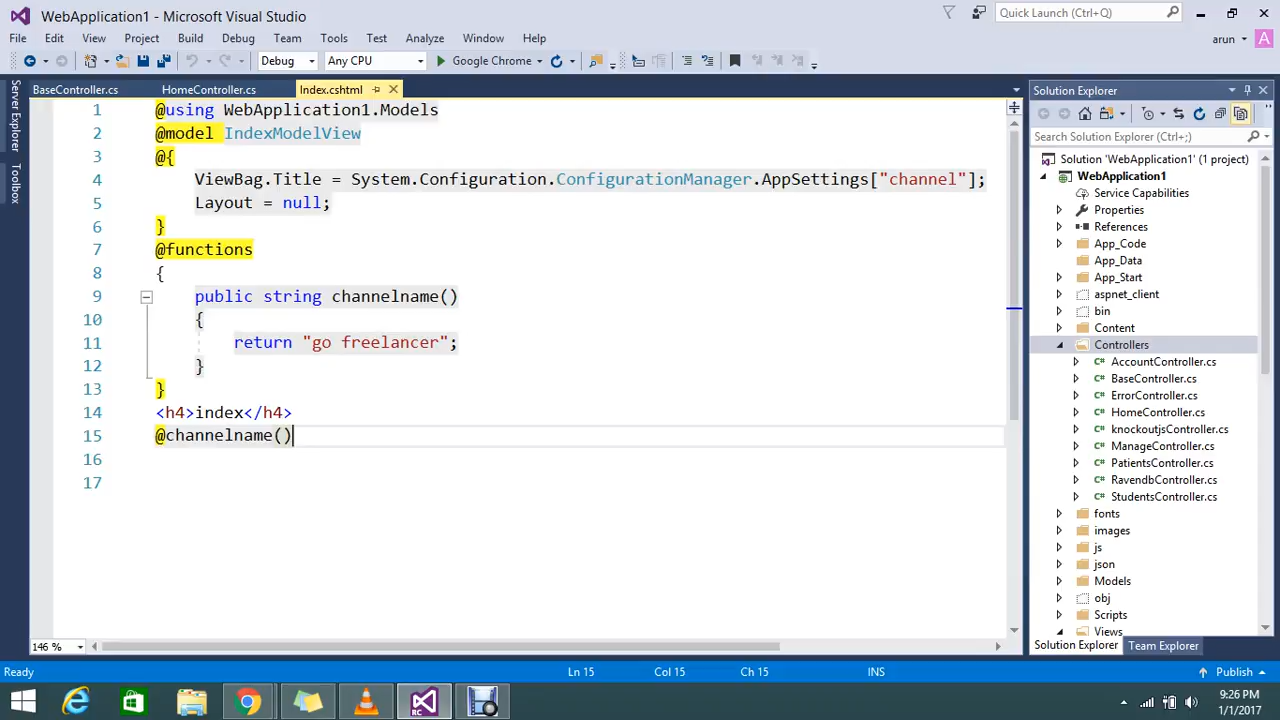 WebApplication1 - Microsoft Visual Studio
Quick Launch (Ctrl+Q)
File Edit View Project Build Debug Team Tools Test Analyze Window Help
arun A
Debug Any CPU Google Chrome
Server Explorer
Toolbox
BaseController.cs HomeController.cs Index.cshtml
1 @using WebApplication1.Models
2 @model IndexModelView
3 @{
4 ViewBag.Title = System.Configuration.ConfigurationManager.AppSettings["channel"];
5 Layout = null;
6 }
7 @functions
8 {
9 public string channelname()
10 {
11 return "go freelancer";
12 }
13 }
14 <h4>index</h4>
15 @channelname()
16
17
146 %
Solution Explorer
Search Solution Explorer (Ctrl+;)
Solution 'WebApplication1' (1 project)
WebApplication1
Service Capabilities
Properties
References
App_Code
App_Data
App_Start
aspnet_client
bin
Content
Controllers
C# AccountController.cs
C# BaseController.cs
C# ErrorController.cs
C# HomeController.cs
C# knockoutjsController.cs
C# ManageController.cs
C# PatientsController.cs
C# RavendbController.cs
C# StudentsController.cs
fonts
images
js
json
Models
obj
Scripts
Views
Solution Explorer Team Explorer
Ready Ln 15 Col 15 Ch 15 INS Publish
RC
9:26 PM
1/1/2017